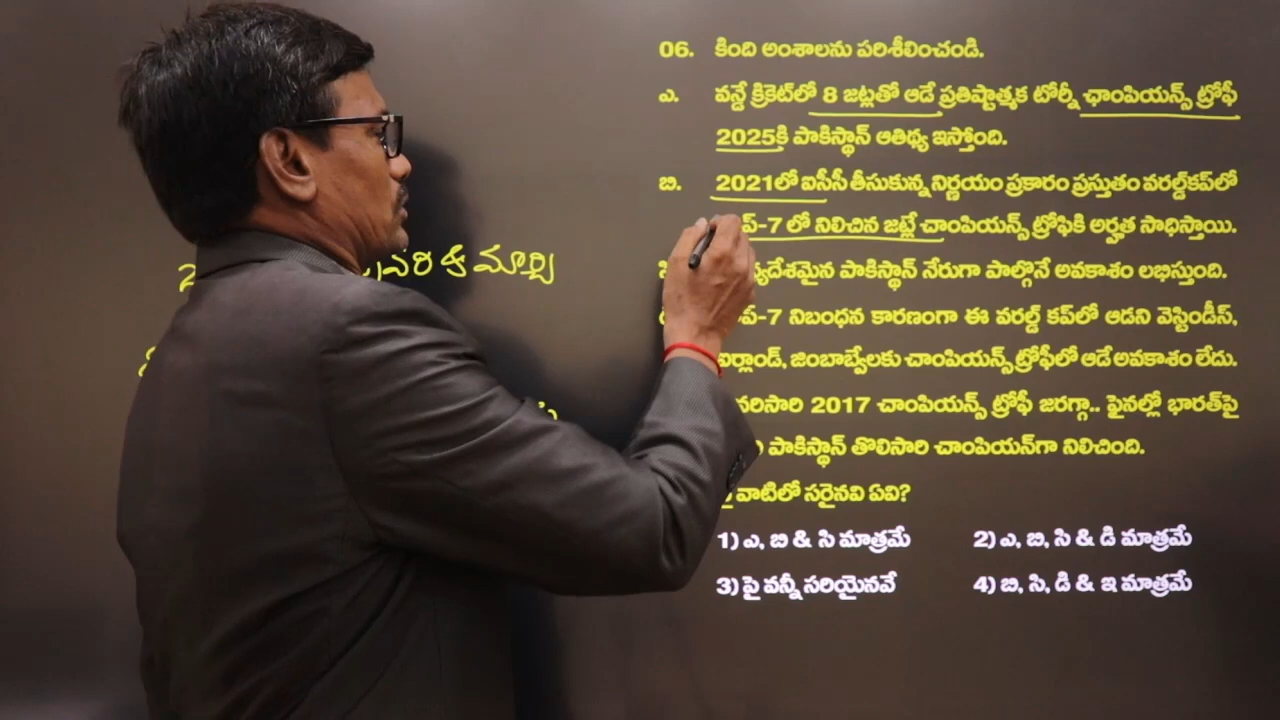 06. కింది అంశాలను పరిశీలించండి.
ఎ. వన్డే క్రికెట్‌లో 8 జట్లతో ఆడే ప్రతిష్టాత్మక టోర్నీ ఛాంపియన్స్ ట్రోఫీ
2025కి పాకిస్థాన్ ఆతిథ్య ఇస్తోంది.
బి. 2021లో ఐసీసీ తీసుకున్న నిర్ణయం ప్రకారం ప్రస్తుతం వరల్డ్‌కప్‌లో
ప్-7 లో నిలిచిన జట్లే చాంపియన్స్ ట్రోఫీకి అర్హత సాధిస్తాయి.
పాకిస్థాన్ నేరుగా పాల్గొనే అవకాశం లభిస్తుంది.
ప్-7 నిబంధన కారణంగా ఈ వరల్డ్ కప్‌లో ఆడని వెస్టిండీస్,
ఐర్లాండ్, జింబాబ్వేలకు చాంపియన్స్ ట్రోఫీలో ఆడే అవకాశం లేదు.
2017 చాంపియన్స్ ట్రోఫీ జరగ్గా.. ఫైనల్లో భారత్‌పై
పాకిస్థాన్ తొలిసారి చాంపియన్‌గా నిలిచింది.
వాటిలో సరైనవి ఏవి?
1) ఎ, బి & సి మాత్రమే 2) ఎ, బి, సి & డి మాత్రమే
3) పై వన్నీ సరియైనవే 4) బి, సి, డి & ఇ మాత్రమే
మార్చి